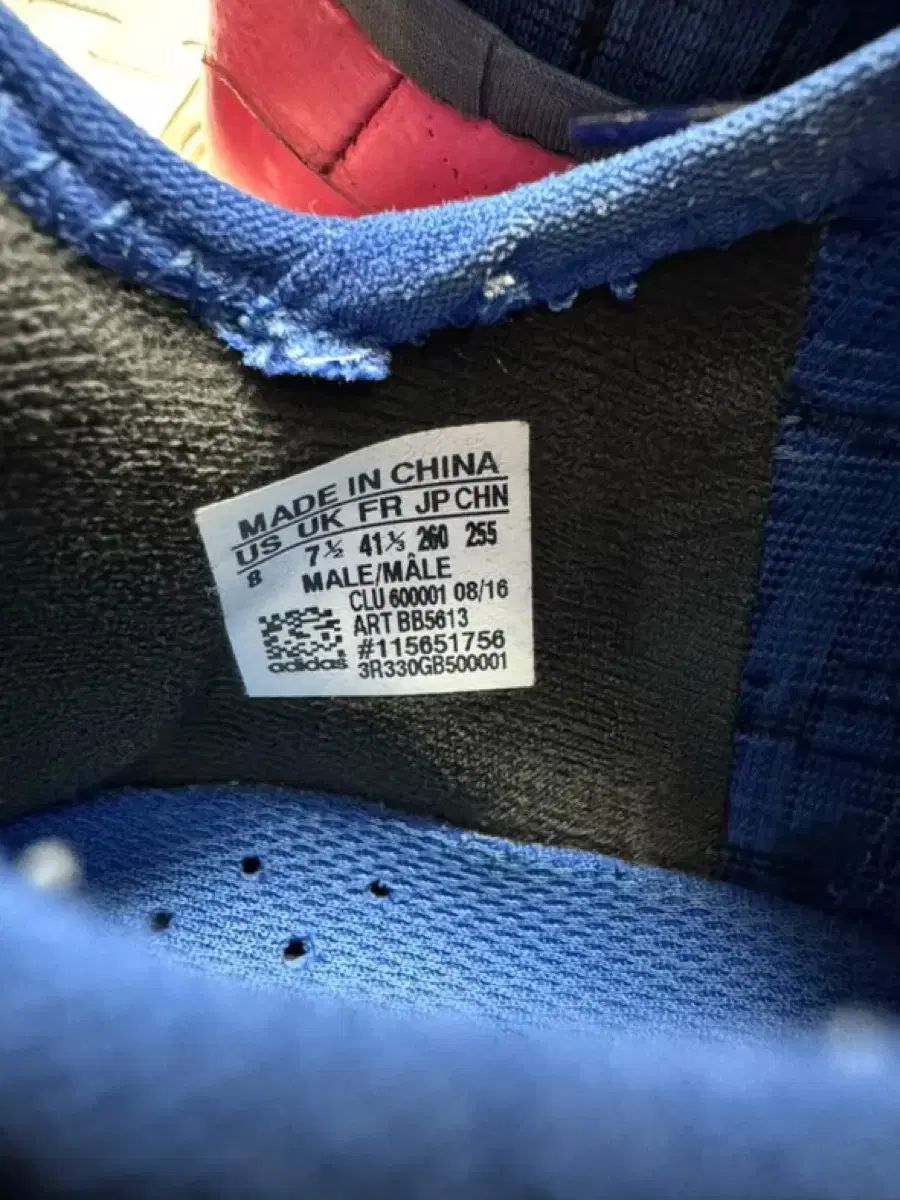 MADE IN CHINA
US UK FR JP CHN
8 7½ 41⅓ 260 255
MALE/MÂLE
CLU 600001 08/16
ART BB5613
#115651756
adidas 3R330GB500001